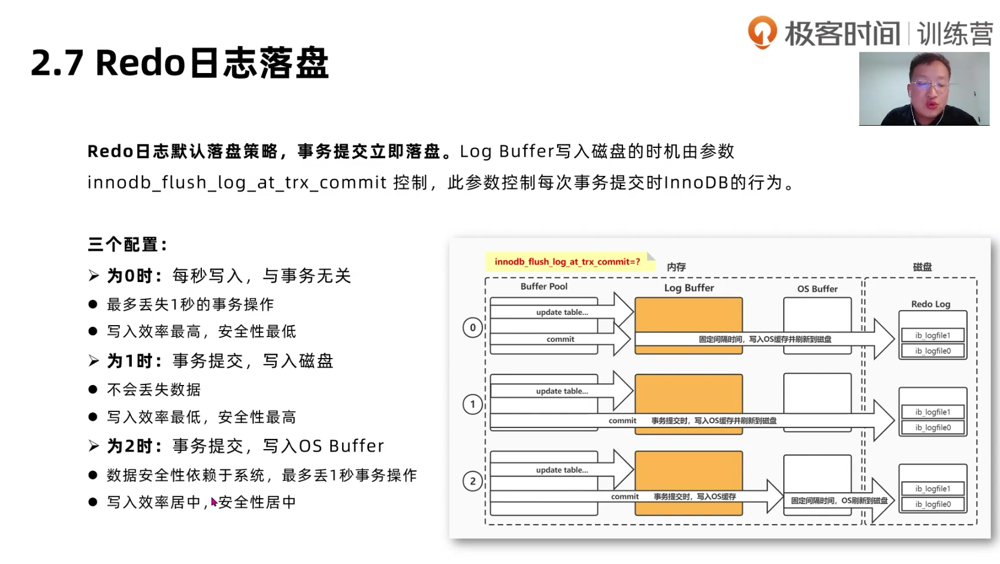 极客时间 | 训练营
2.7 Redo日志落盘
Redo日志默认落盘策略，事务提交立即落盘。Log Buffer写入磁盘的时机由参数
innodb_flush_log_at_trx_commit 控制，此参数控制每次事务提交时InnoDB的行为。
三个配置：
➢ 为0时：每秒写入，与事务无关
● 最多丢失1秒的事务操作
● 写入效率最高，安全性最低
➢ 为1时：事务提交，写入磁盘
● 不会丢失数据
● 写入效率最低，安全性最高
➢ 为2时：事务提交，写入OS Buffer
● 数据安全性依赖于系统，最多丢1秒事务操作
● 写入效率居中，安全性居中
innodb_flush_log_at_trx_commit=?
内存
磁盘
Buffer Pool
Log Buffer
OS Buffer
Redo Log
0
update table...
commit
固定间隔时间，写入OS缓存并刷新到磁盘
ib_logfile1
ib_logfile0
1
update table...
commit 事务提交时，写入OS缓存并刷新到磁盘
ib_logfile1
ib_logfile0
2
update table...
commit 事务提交时，写入OS缓存
固定间隔时间，OS刷新到磁盘
ib_logfile1
ib_logfile0